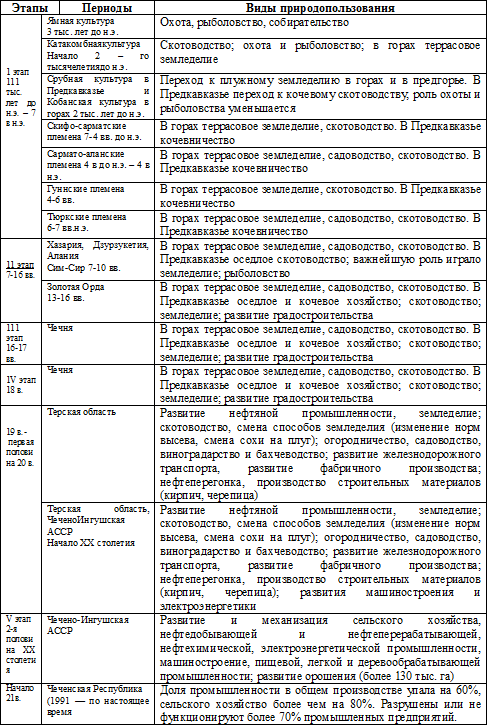 Этапы Периоды Виды природопользования
1 этап
111
тыс.
лет до
н.э. – 7
в н.э.
Ямная культура
3 тыс. лет до н.э.
Охота, рыболовство, собирательство
Катакомбнаякультура
Начало 2 – го
тысячелетиядо н.э.
Скотоводство; охота и рыболовство; в горах террасовое
земледелие
Срубная культура в
Предкавказье и
Кобанская культура в
горах 2 тыс. лет до н.э.
Переход к плужному земледелию в горах и в предгорье. В
Предкавказье переход к кочевому скотоводству; роль охоты и
рыболовства уменьшается
Скифо-сарматские
племена 7-4 вв. до н.э.
В горах террасовое земледелие, скотоводство. В Предкавказье
кочевничество
Сармато-аланские
племена 4 в до н.э. – 4 в
н.э.
В горах террасовое земледелие, садоводство, скотоводство. В
Предкавказье кочевничество
Гуннские племена
4-6 вв.
В горах террасовое земледелие, скотоводство. В Предкавказье
кочевничество
Тюркские племена
6-7 вв.н.э.
В горах террасовое земледелие, садоводство, скотоводство. В
Предкавказье кочевничество
11 этап
7-16 вв.
Хазария, Дзурзукетия,
Алания
Сим-Сир 7-10 вв.
В горах террасовое земледелие, садоводство, скотоводство. В
Предкавказье оседлое скотоводство; важнейшую роль играло
земледелие; рыболовство
Золотая Орда
13-16 вв.
В горах террасовое земледелие, садоводство, скотоводство. В
Предкавказье оседлое и кочевое хозяйство; скотоводство;
земледелие; развитие градостроительства
111
этап
16-17
вв.
Чечня
В горах террасовое земледелие, садоводство, скотоводство. В
Предкавказье оседлое и кочевое хозяйство; скотоводство;
земледелие; развитие градостроительства
IV этап
18 в.
Чечня
В горах террасовое земледелие, садоводство, скотоводство. В
Предкавказье оседлое и кочевое хозяйство; скотоводство;
земледелие; развитие градостроительства
19 в.-
первая
полови
на 20 в.
Терская область
Развитие нефтяной промышленности, земледелие;
скотоводство, смена способов земледелия (изменение норм
высева, смена сохи на плуг); огородничество, садоводство,
виноградарство и бахчеводство; развитие железнодорожного
транспорта, развитие фабричного производства;
нефтеперегонка, производство строительных материалов
(кирпич, черепица)
Терская область,
ЧеченоИнгушская
АССР
Начало XX столетия
Развитие нефтяной промышленности, земледелие;
скотоводство, смена способов земледелия (изменение норм
высева, смена сохи на плуг); огородничество, садоводство,
виноградарство и бахчеводство; развитие железнодорожного
транспорта, развитие фабричного производства;
нефтеперегонка, производство строительных материалов
(кирпич, черепица); развития машиностроения и
электроэнергетики
V этап
2-я
полови
на XX
столети
я
Чечено-Ингушская
АССР
Развитие и механизация сельского хозяйства,
нефтедобывающей и нефтеперерабатывающей,
нефтехимической, электроэнергетической промышленности,
машиностроение, пищевой, легкой и деревообрабатывающей
промышленности; развитие орошения (более 130 тыс. га)
Начало
21в.
Чеченская Республика
(1991 — по настоящее
время
Доля промышленности в общем производстве упала на 60%,
сельского хозяйство более чем на 80%. Разрушены или не
функционируют более 70% промышленных предприятий.